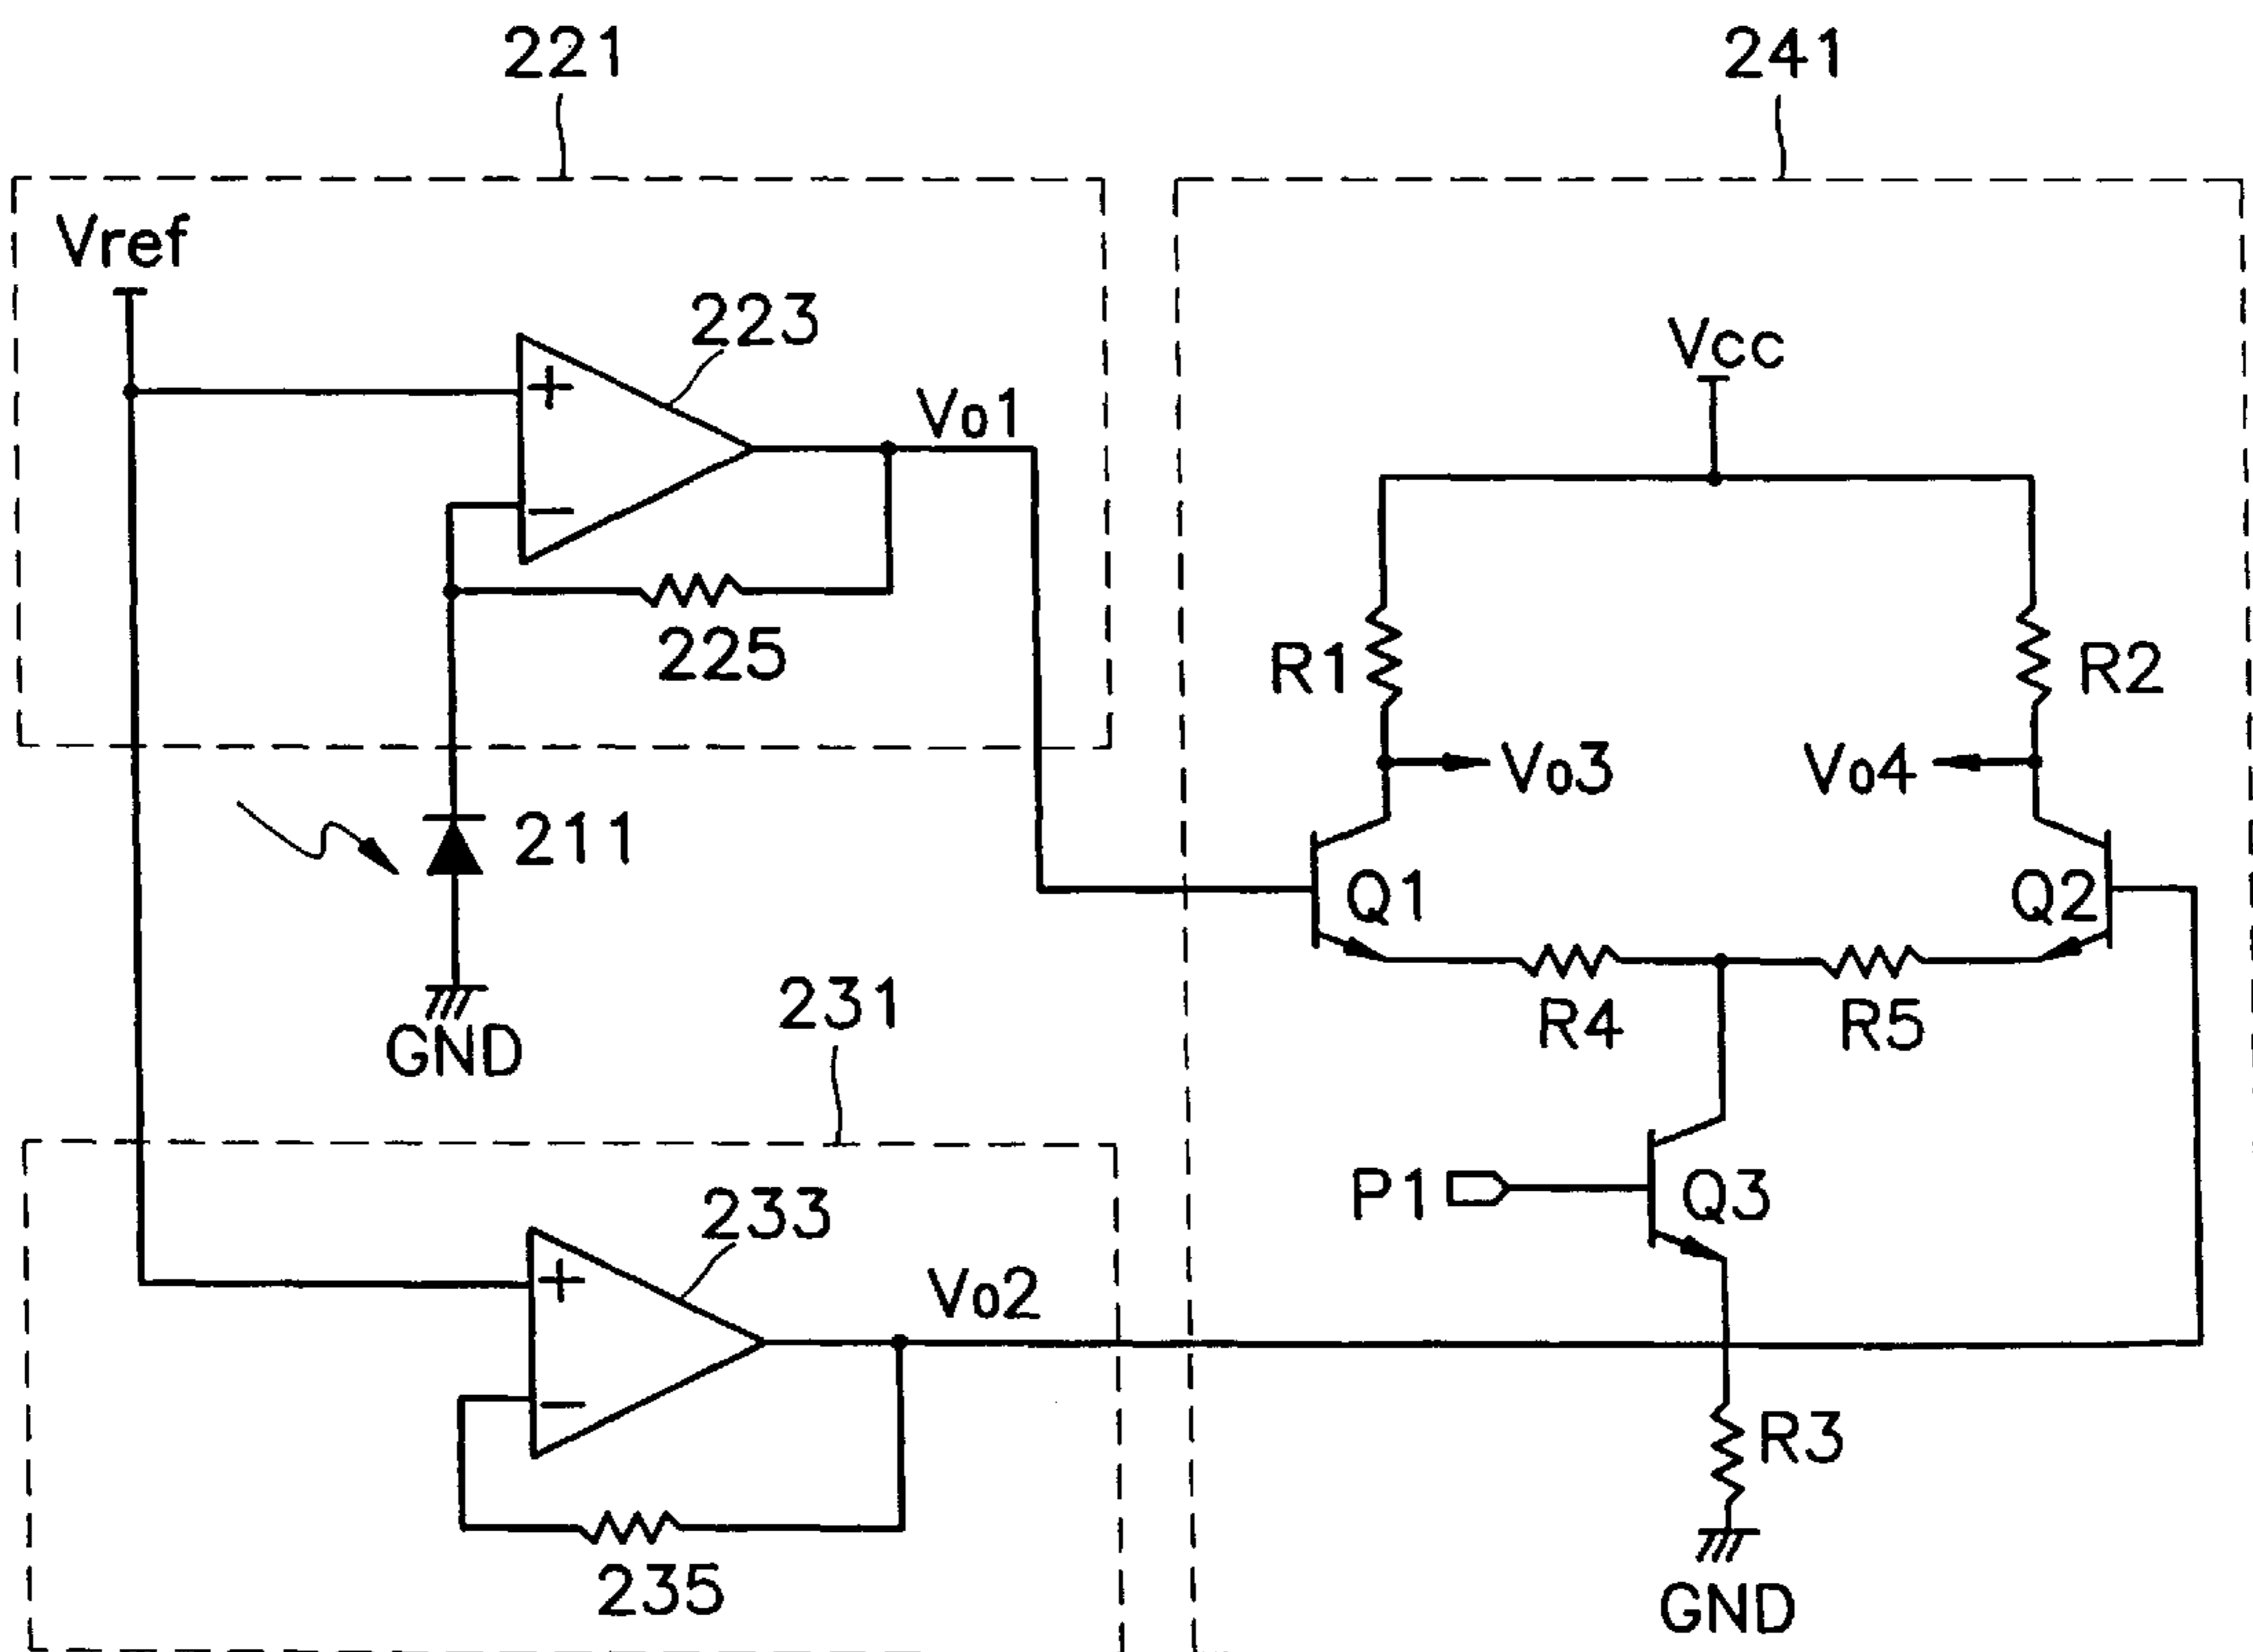 221
241
Vref
223
+
Vo1
Vcc
−
225
R1
R2
Vo3
Vo4
211
Q1
Q2
231
R4
R5
GND
P1
Q3
233
+
Vo2
−
R3
235
GND